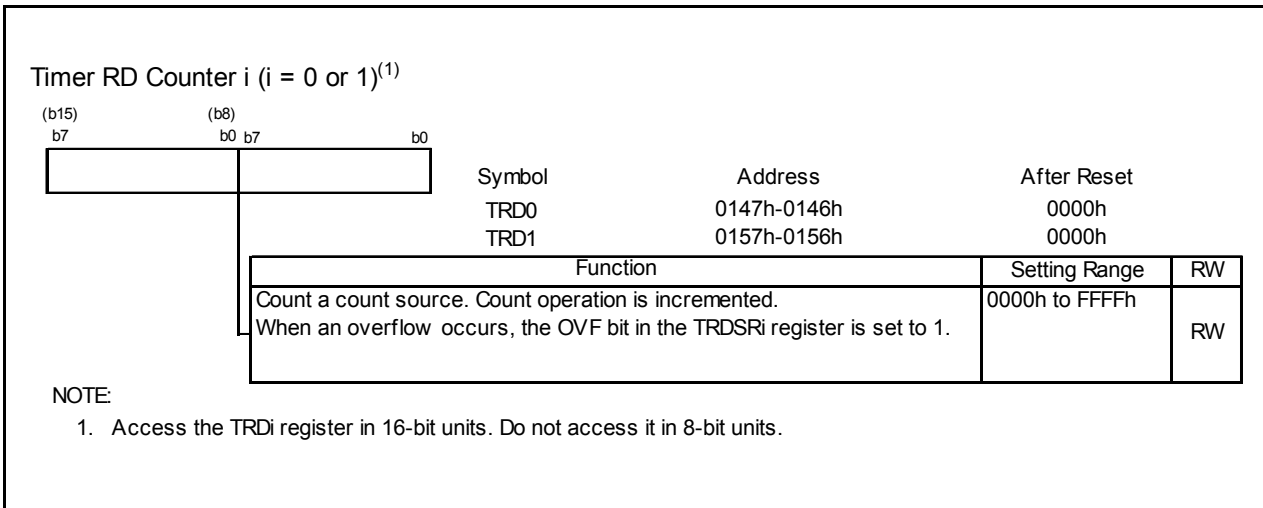 Timer RD Counter i (i = 0 or 1)(1)
(b15) (b8)
b7 b0 b7 b0
Symbol Address After Reset
TRD0 0147h-0146h 0000h
TRD1 0157h-0156h 0000h
Function Setting Range RW
Count a count source. Count operation is incremented. 0000h to FFFFh
When an overflow occurs, the OVF bit in the TRDSRi register is set to 1. RW
NOTE:
1. Access the TRDi register in 16-bit units. Do not access it in 8-bit units.